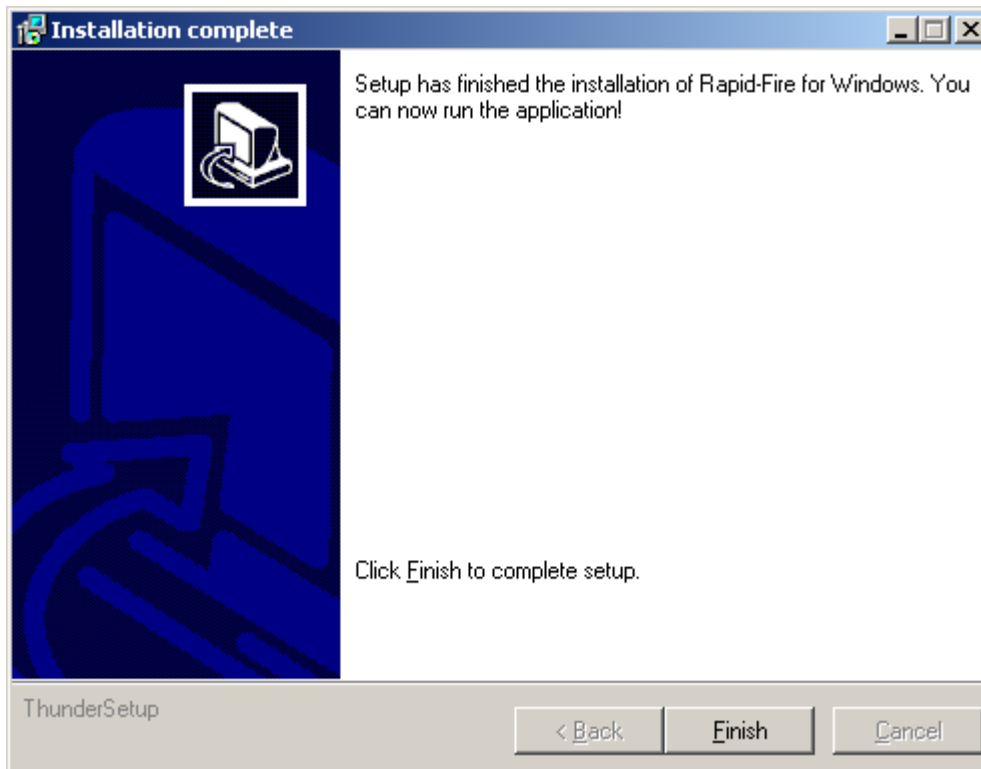 Installation complete
Setup has finished the installation of Rapid-Fire for Windows. You
can now run the application!
Click Finish to complete setup.
ThunderSetup
< Back
Finish
Cancel